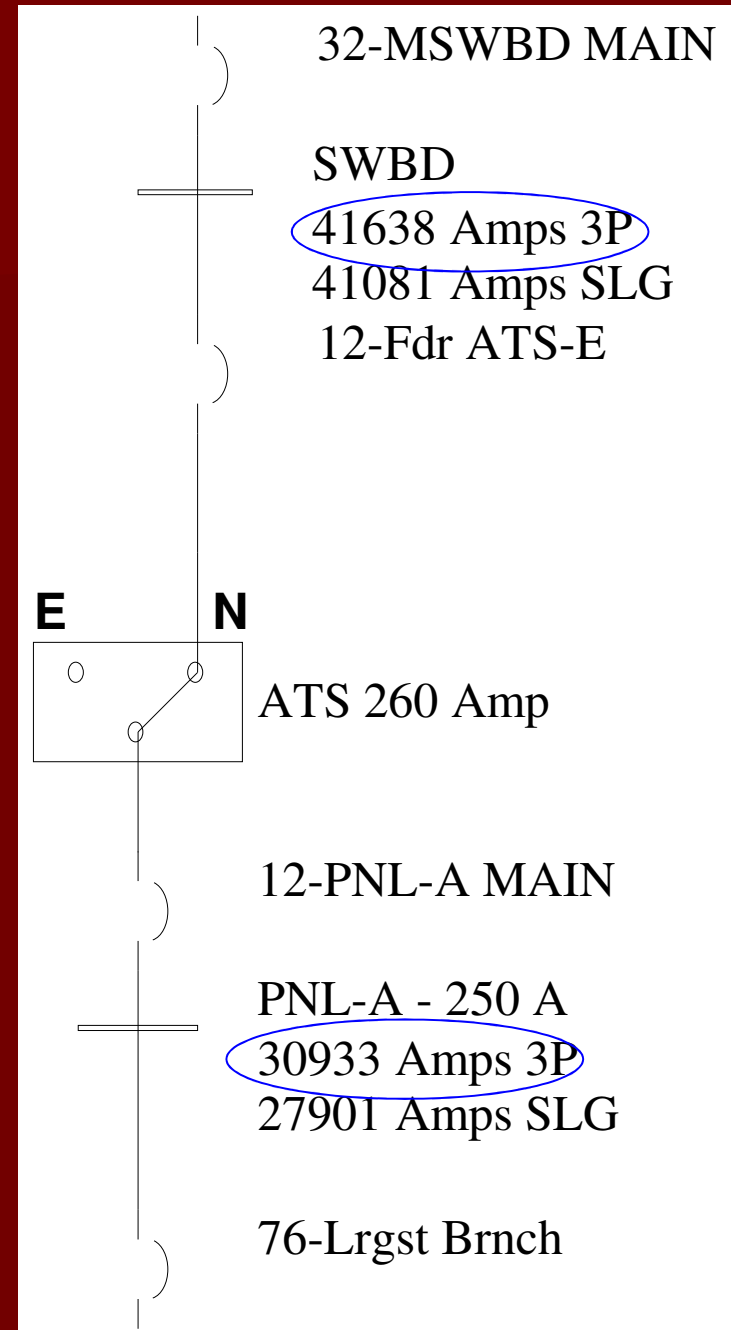 32-MSWBD MAIN
SWBD
41638 Amps 3P
41081 Amps SLG
12-Fdr ATS-E
E N
ATS 260 Amp
12-PNL-A MAIN
PNL-A - 250 A
30933 Amps 3P
27901 Amps SLG
76-Lrgst Brnch